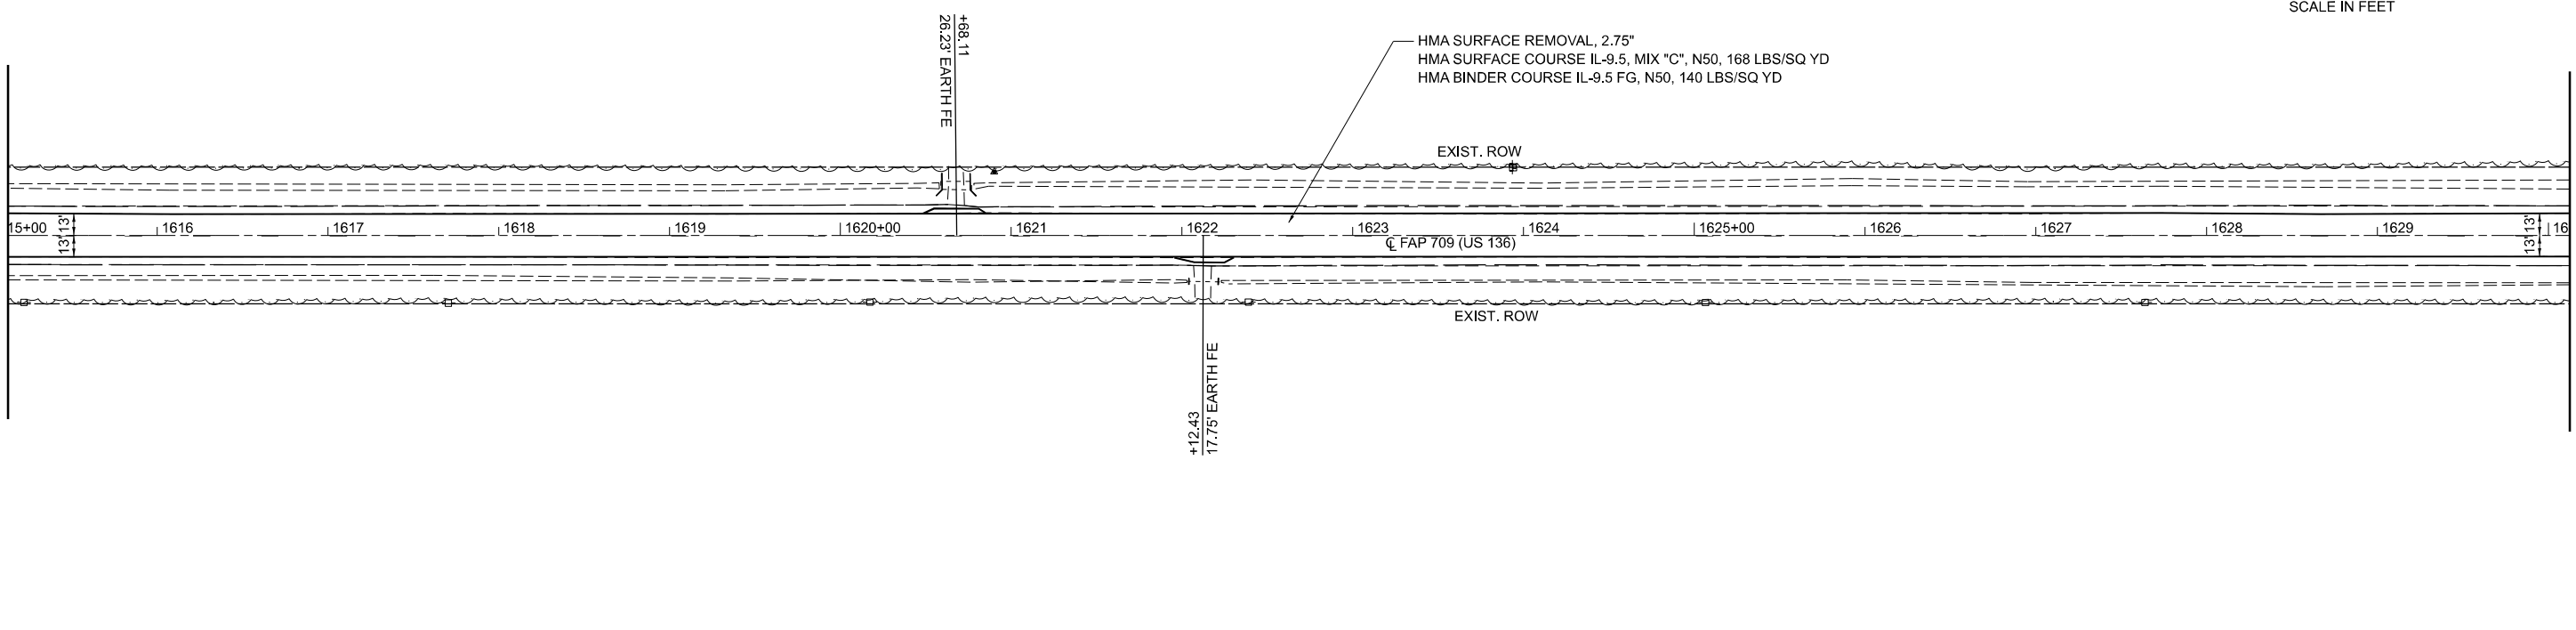 SCALE IN FEET
+68.11
26.23' EARTH FE
HMA SURFACE REMOVAL, 2.75"
HMA SURFACE COURSE IL-9.5, MIX "C", N50, 168 LBS/SQ YD
HMA BINDER COURSE IL-9.5 FG, N50, 140 LBS/SQ YD
EXIST. ROW
15+00
13'
13'
1616
1617
1618
1619
1620+00
1621
1622
1623
1624
1625+00
1626
1627
1628
1629
13'
13'
16
℄ FAP 709 (US 136)
EXIST. ROW
+12.43
17.75' EARTH FE